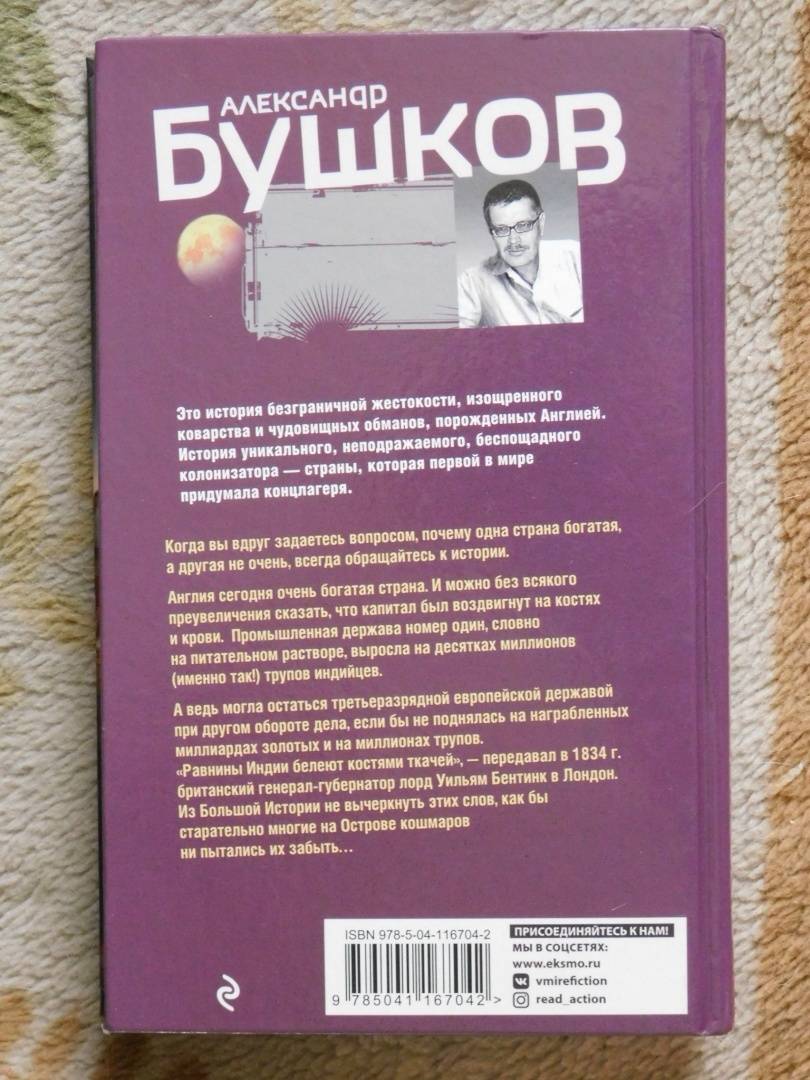 АЛЕКСАНДР
БУШКОВ
Это история безграничной жестокости, изощренного
коварства и чудовищных обманов, порожденных Англией.
История уникального, неподражаемого, беспощадного
колонизатора — страны, которая первой в мире
придумала концлагеря.
Когда вы вдруг задаетесь вопросом, почему одна страна богатая,
а другая не очень, всегда обращайтесь к истории.
Англия сегодня очень богатая страна. И можно без всякого
преувеличения сказать, что капитал был воздвигнут на костях
и крови. Промышленная держава номер один, словно
на питательном растворе, выросла на десятках миллионов
(именно так!) трупов индийцев.
А ведь могла остаться третьеразрядной европейской державой
при другом обороте дела, если бы не поднялась на награбленных
миллиардах золотых и на миллионах трупов.
«Равнины Индии белеют костями ткачей», — передавал в 1834 г.
британский генерал-губернатор лорд Уильям Бентинк в Лондон.
Из Большой Истории не вычеркнуть этих слов, как бы
старательно многие на Острове кошмаров
ни пытались их забыть...
ISBN 978-5-04-116704-2
9 785041 167042 >
ПРИСОЕДИНЯЙТЕСЬ К НАМ!
МЫ В СОЦСЕТЯХ:
www.eksmo.ru
vmirefiction
read_action